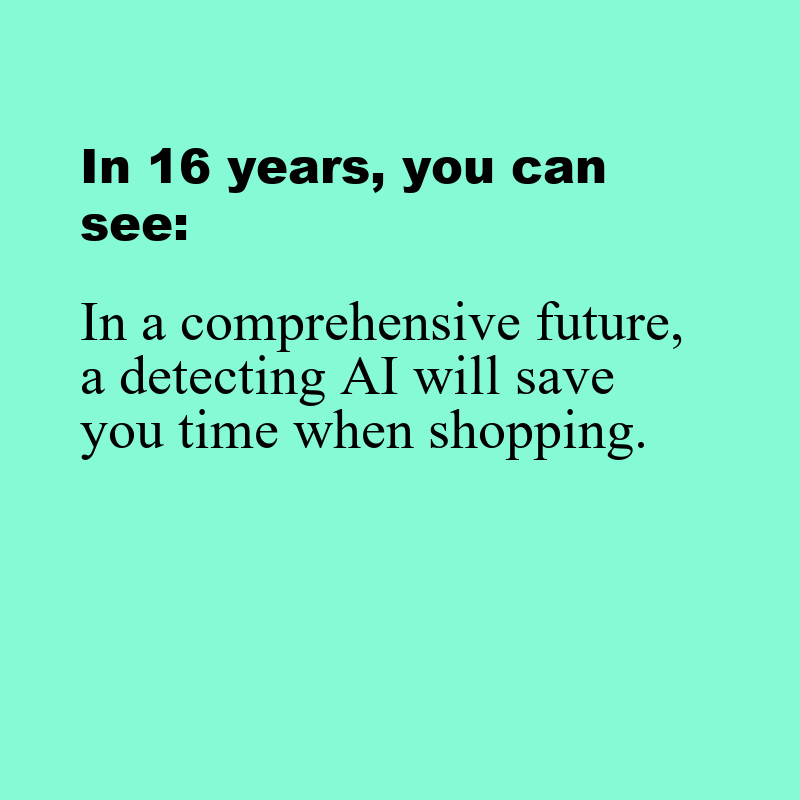 In 16 years, you can
see:
In a comprehensive future,
a detecting AI will save
you time when shopping.